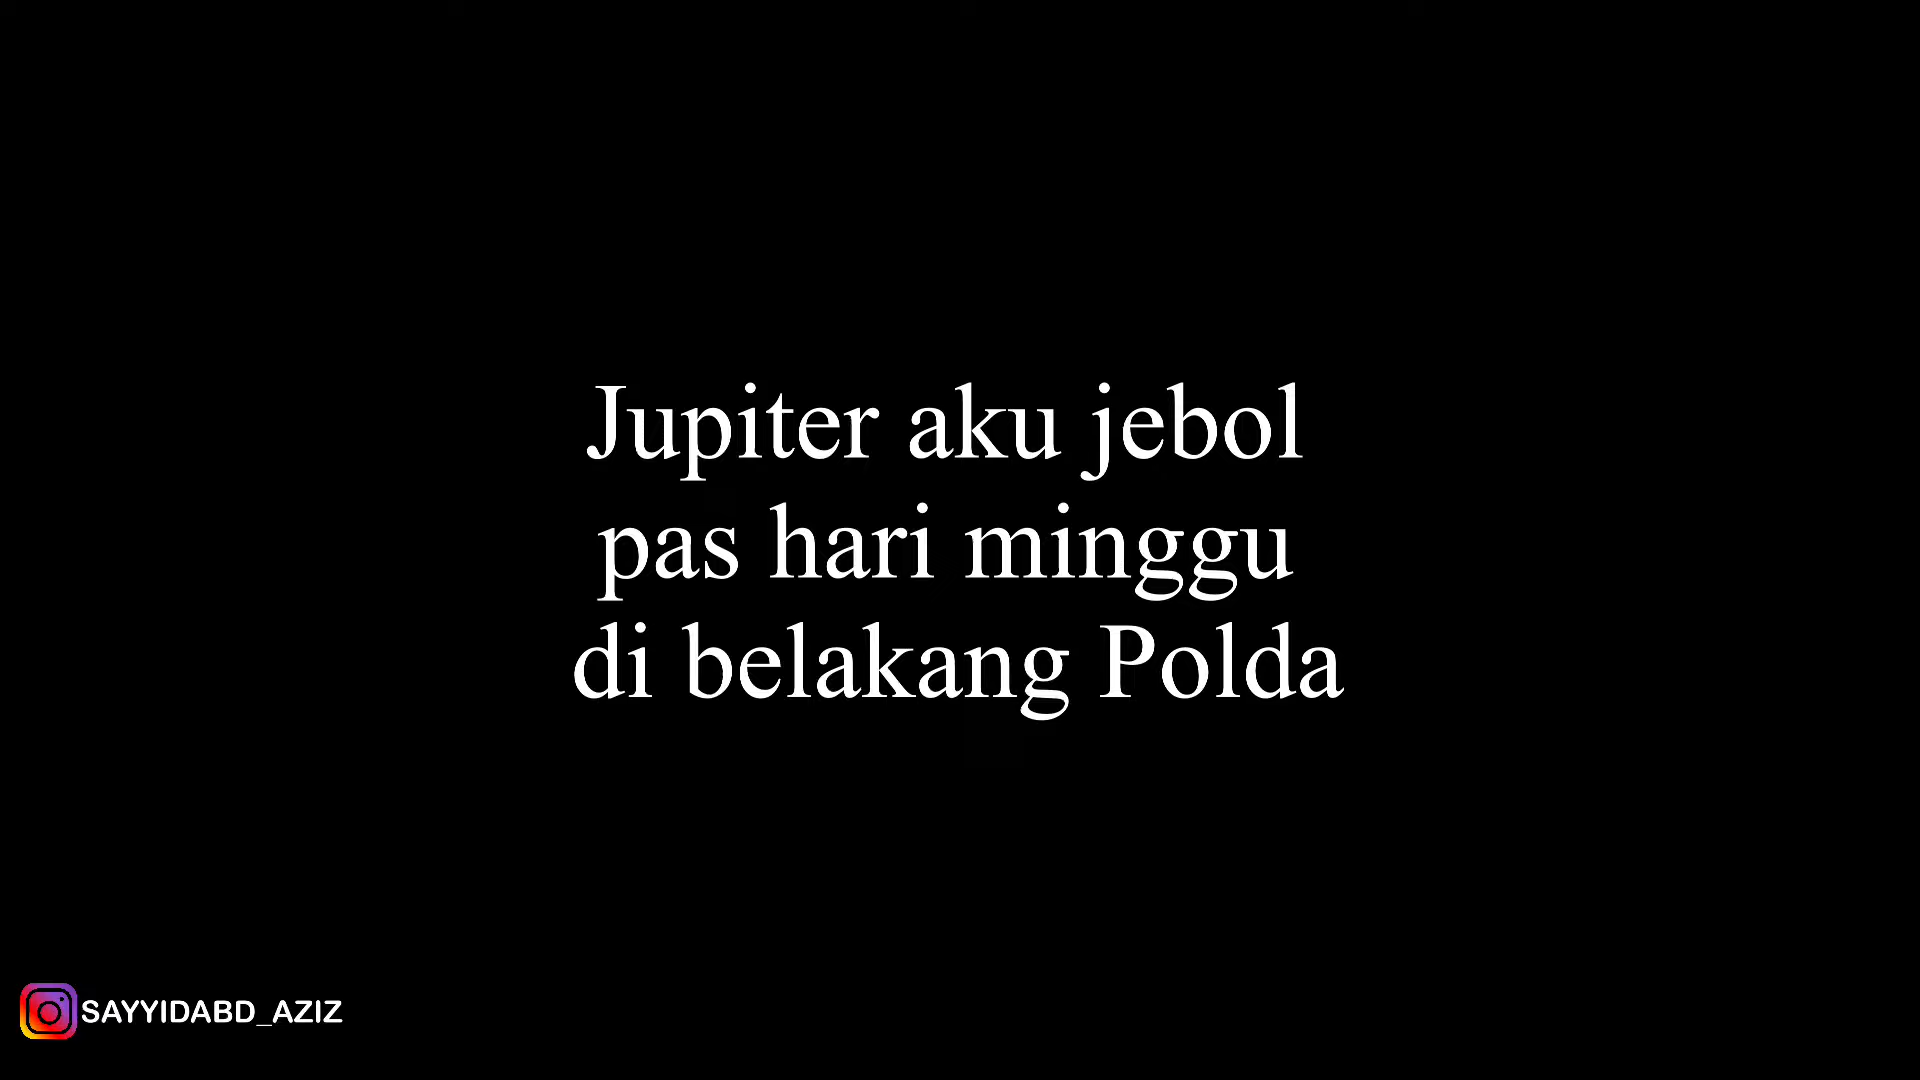 Jupiter aku jebol
pas hari minggu
di belakang Polda
SAYYIDABD_AZIZ